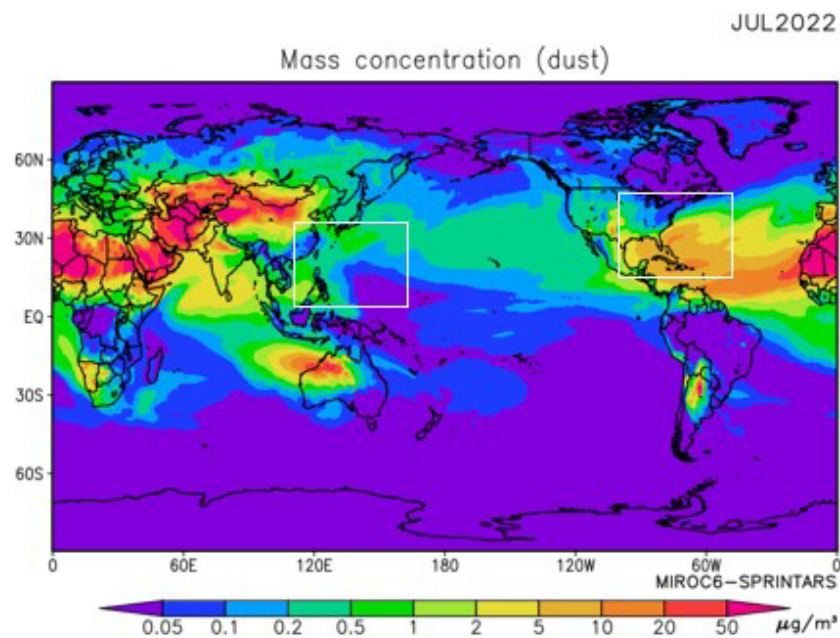 JUL2022
Mass concentration (dust)
60N
30N
EQ
30S
60S
0 60E 120E 180 120W 60W 0
MIROC6-SPRINTARS
0.05 0.1 0.2 0.5 1 2 5 10 20 50 μg/m³